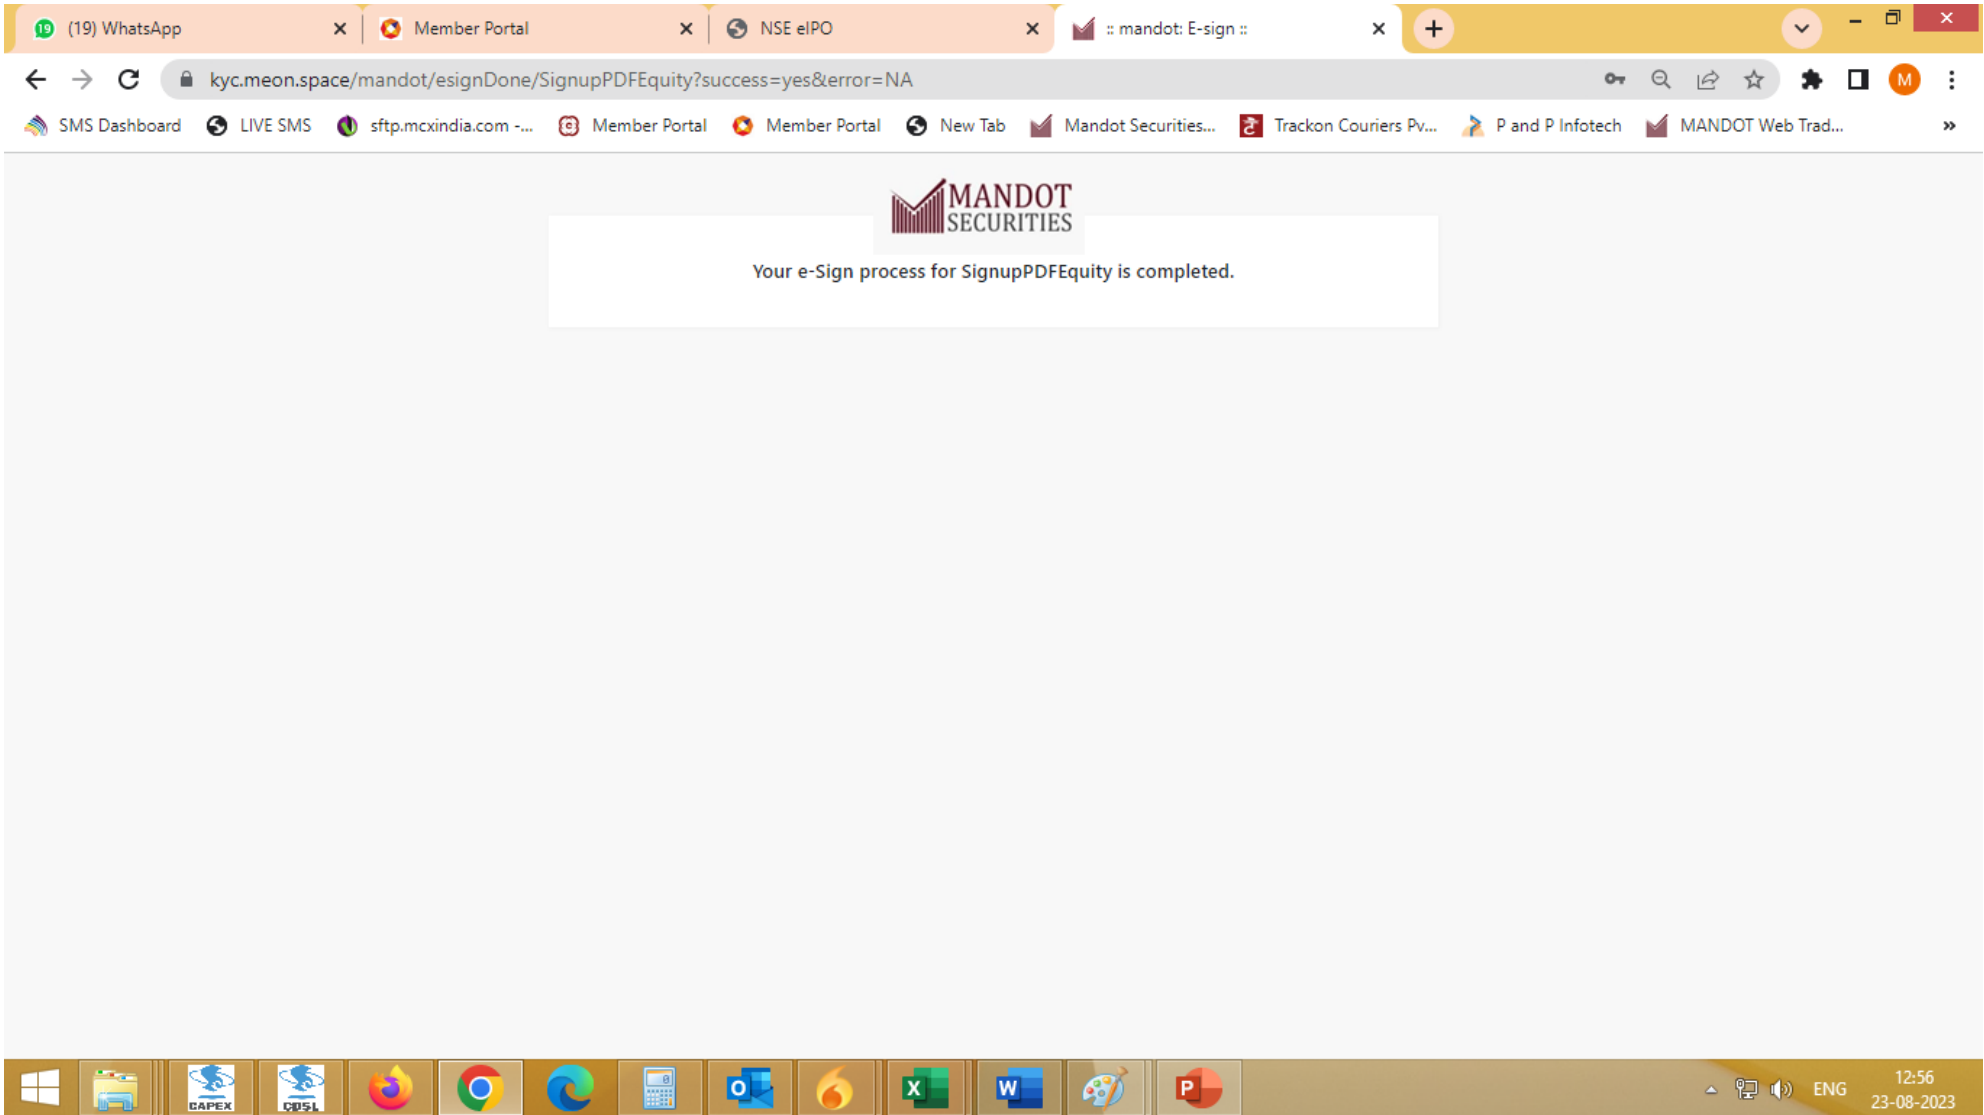 19 (19) WhatsApp
Member Portal
NSE eIPO
:: mandot: E-sign ::
kyc.meon.space/mandot/esignDone/SignupPDFEquity?success=yes&error=NA
M
SMS Dashboard
LIVE SMS
sftp.mcxindia.com -...
Member Portal
Member Portal
New Tab
Mandot Securities...
Trackon Couriers Pv...
P and P Infotech
MANDOT Web Trad...
»
MANDOT
SECURITIES
Your e-Sign process for SignupPDFEquity is completed.
CAPEX
CDSL
O
X
W
P
ENG
12:56
23-08-2023